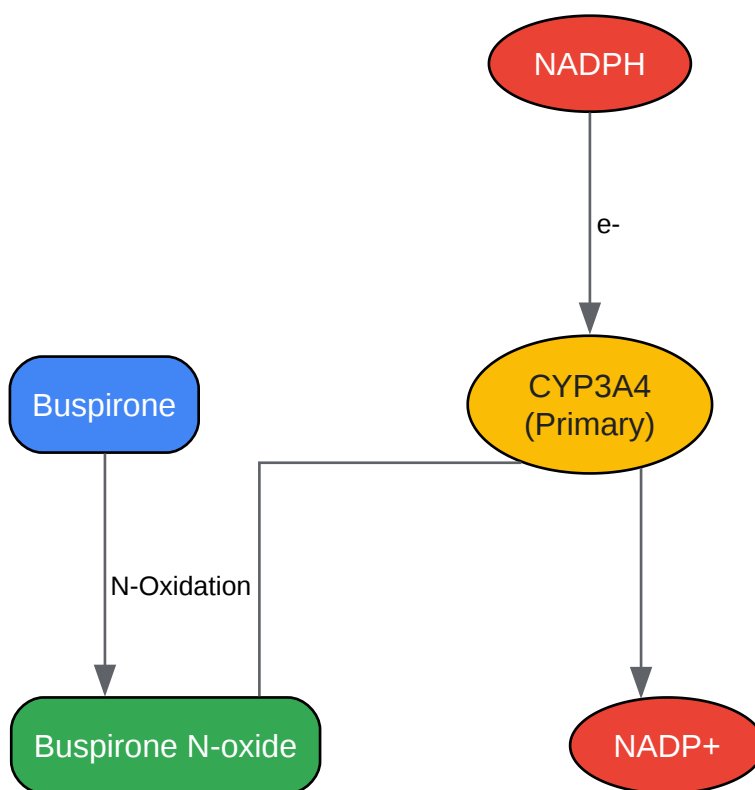 NADPH
e-
CYP3A4
(Primary)
Buspirone
N-Oxidation
Buspirone N-oxide
NADP+